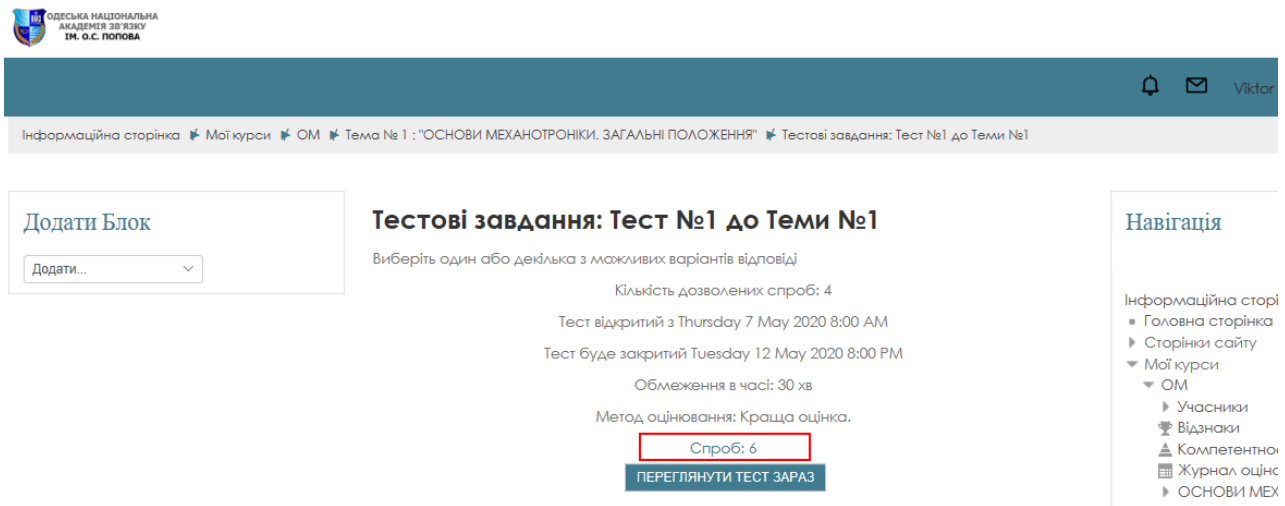 ОДЕСЬКА НАЦІОНАЛЬНА
АКАДЕМІЯ ЗВ'ЯЗКУ
ІМ. О.С. ПОПОВА
Viktor
Інформаційна сторінка Мої курси ОМ Тема № 1 : "ОСНОВИ МЕХАНОТРОНІКИ. ЗАГАЛЬНІ ПОЛОЖЕННЯ" Тестові завдання: Тест №1 до Теми №1
Додати Блок
Додати...
Тестові завдання: Тест №1 до Теми №1
Виберіть один або декілька з можливих варіантів відповіді
Кількість дозволених спроб: 4
Тест відкритий з Thursday 7 May 2020 8:00 AM
Тест буде закритий Tuesday 12 May 2020 8:00 PM
Обмеження в часі: 30 хв
Метод оцінювання: Краща оцінка.
Спроб: 6
ПЕРЕГЛЯНУТИ ТЕСТ ЗАРАЗ
Навігація
Інформаційна сторі
Головна сторінка
Сторінки сайту
Мої курси
ОМ
Учасники
Відзнаки
Компетентнос
Журнал оціно
ОСНОВИ МЕХ